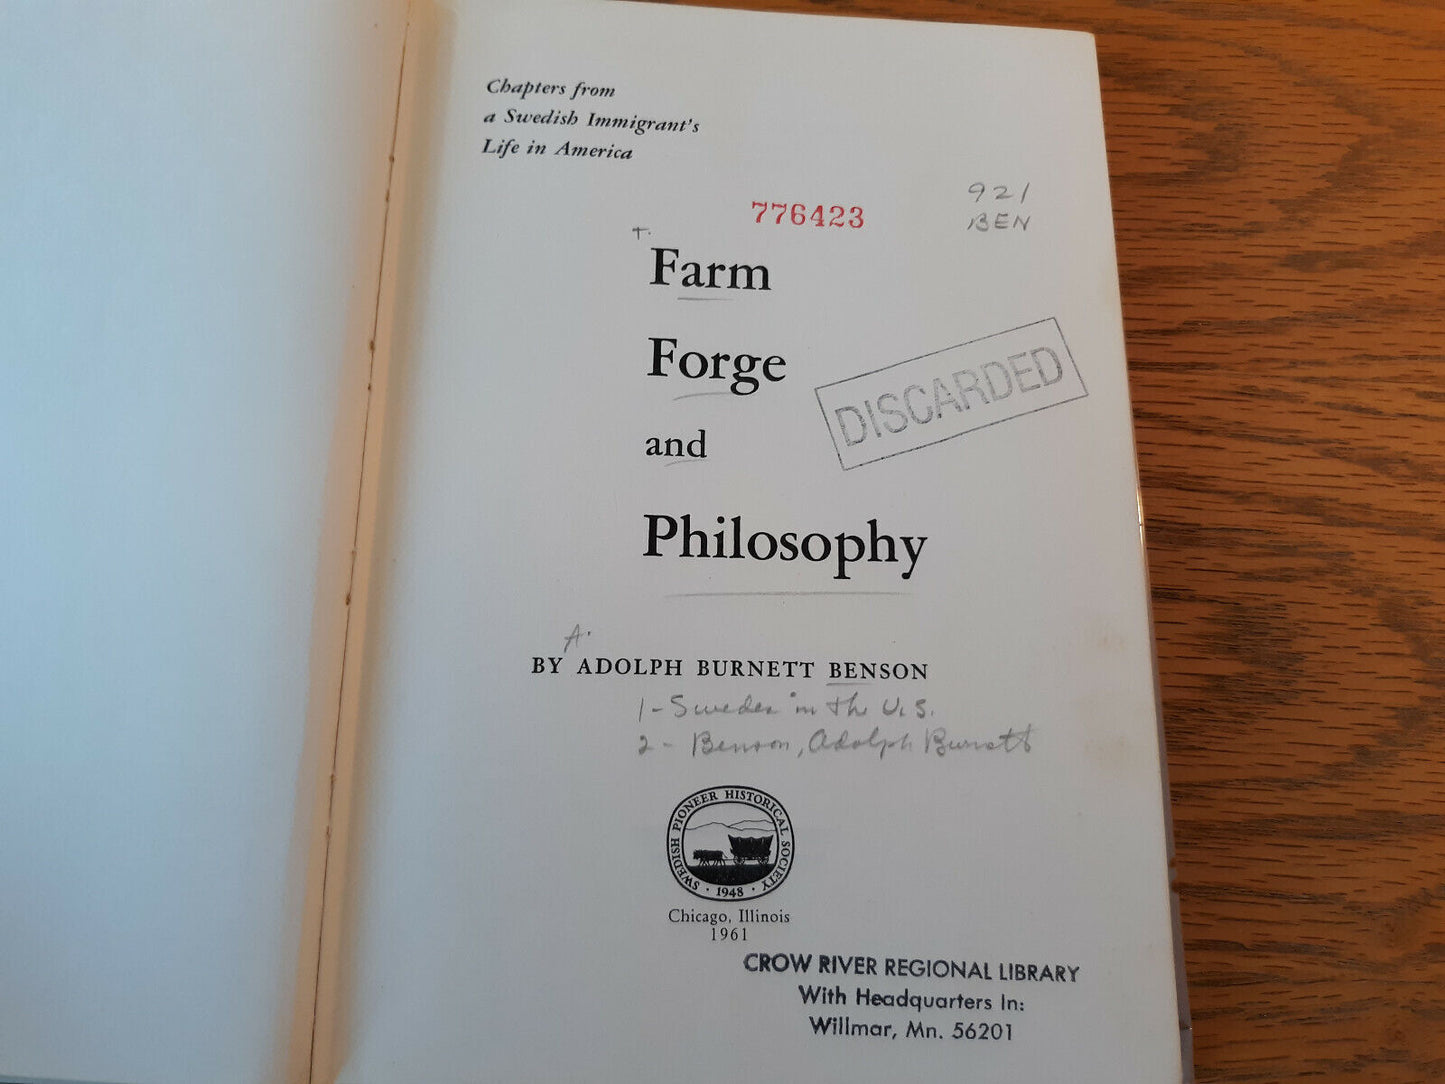 Chapters from
a Swedish Immigrant's
Life in America
776423
921
BEN
T.
Farm
Forge
and
Philosophy
DISCARDED
A.
BY ADOLPH BURNETT BENSON
1 - Swedes in the U.S.
2 - Benson, Adolph Burnett
SWEDISH PIONEER HISTORICAL SOCIETY
· 1948 ·
Chicago, Illinois
1961
CROW RIVER REGIONAL LIBRARY
With Headquarters In:
Willmar, Mn. 56201